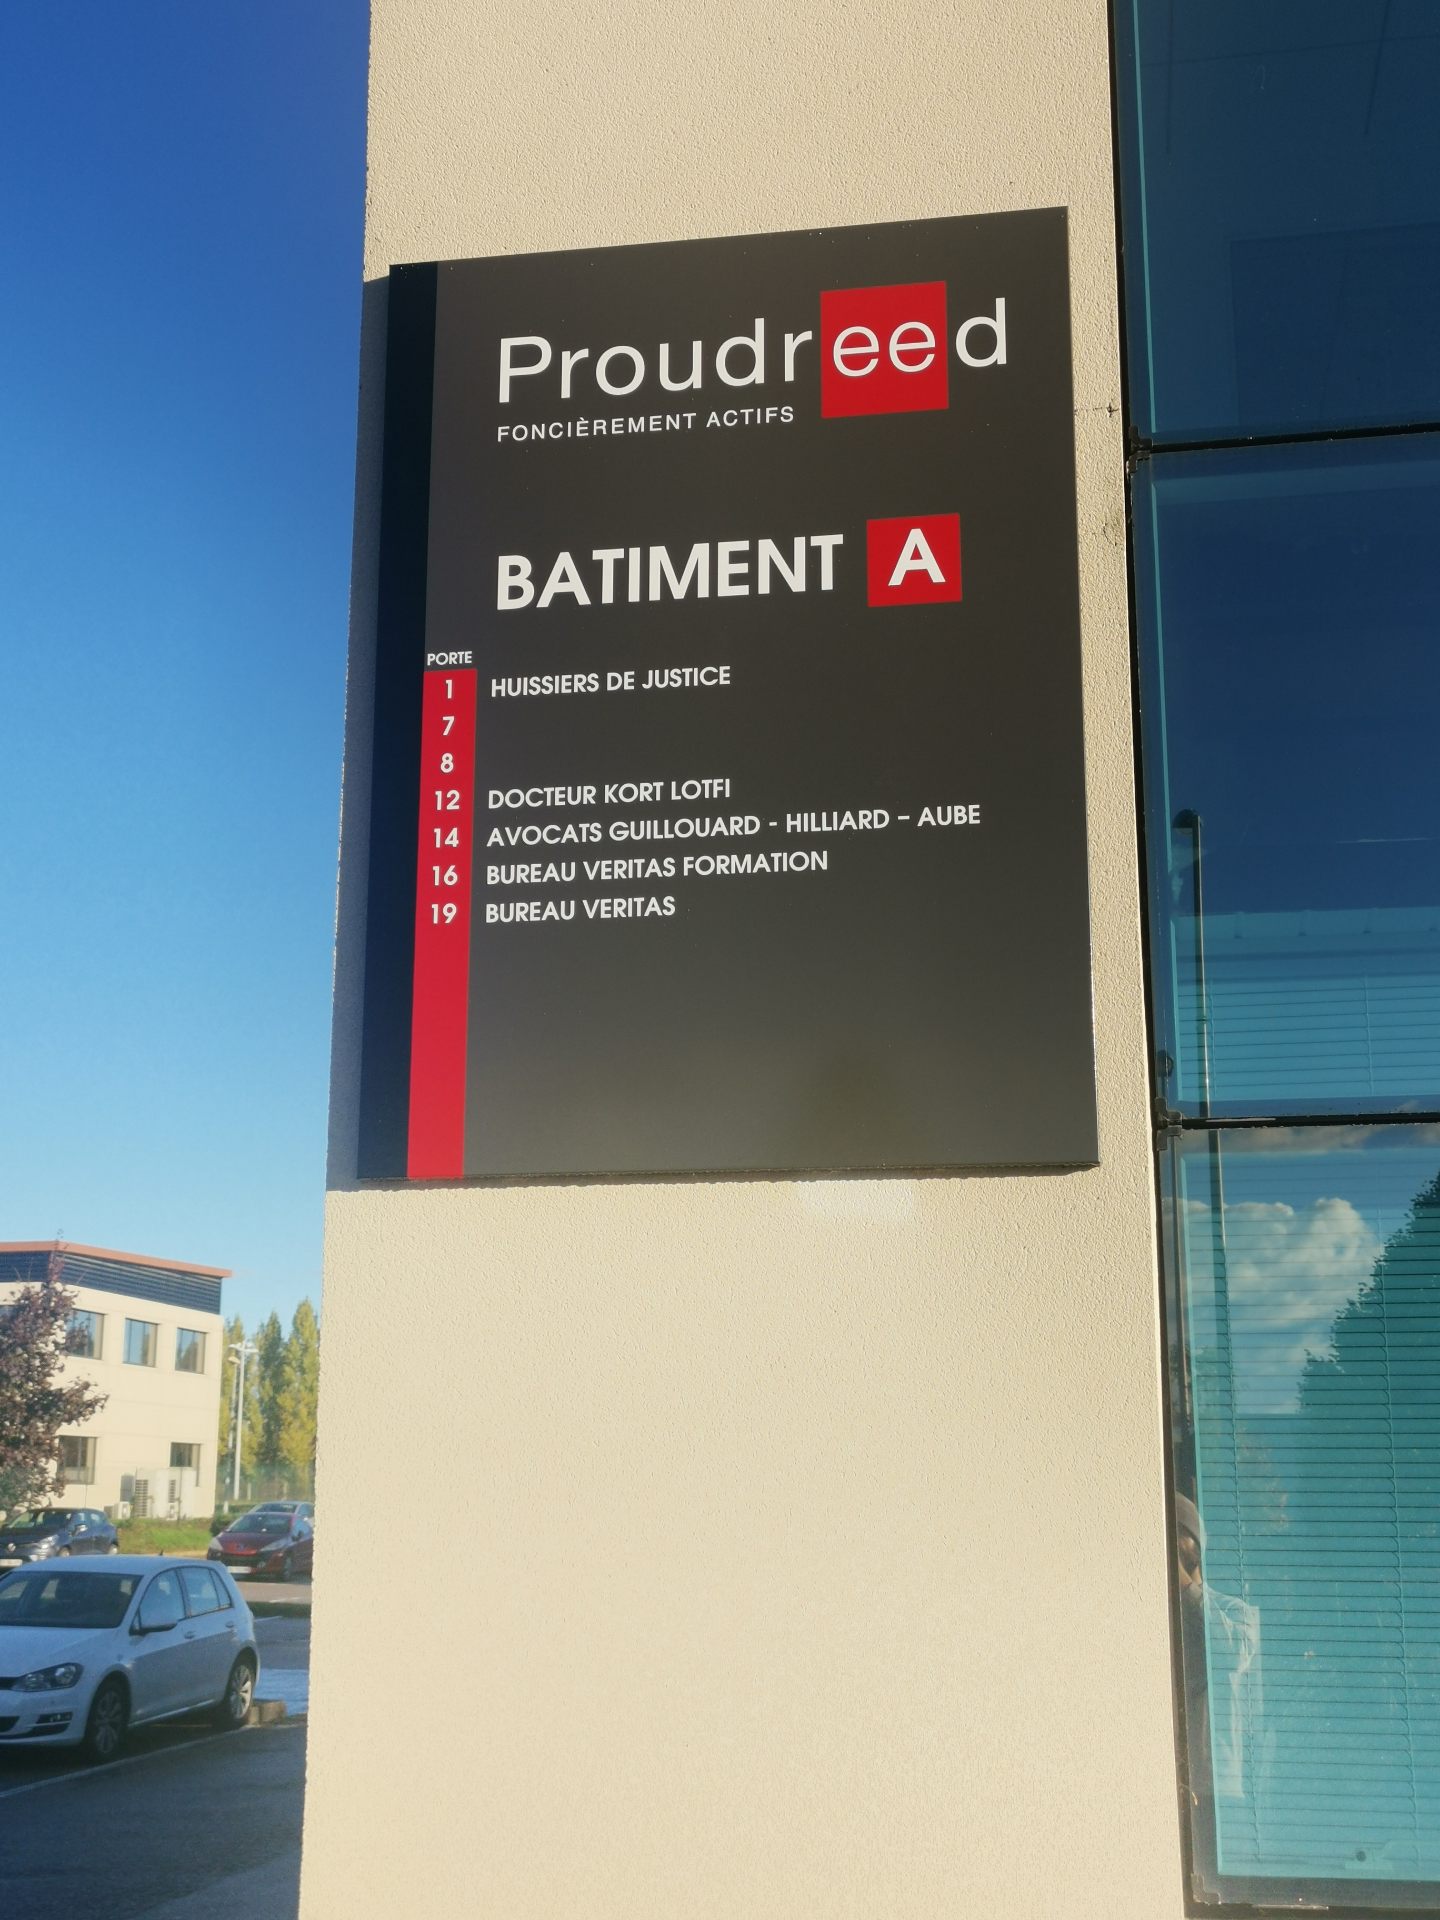 Proudreed
FONCIÈREMENT ACTIFS
BATIMENT A
PORTE
1 HUISSIERS DE JUSTICE
7
8
12 DOCTEUR KORT LOTFI
14 AVOCATS GUILLOUARD - HILLIARD – AUBE
16 BUREAU VERITAS FORMATION
19 BUREAU VERITAS